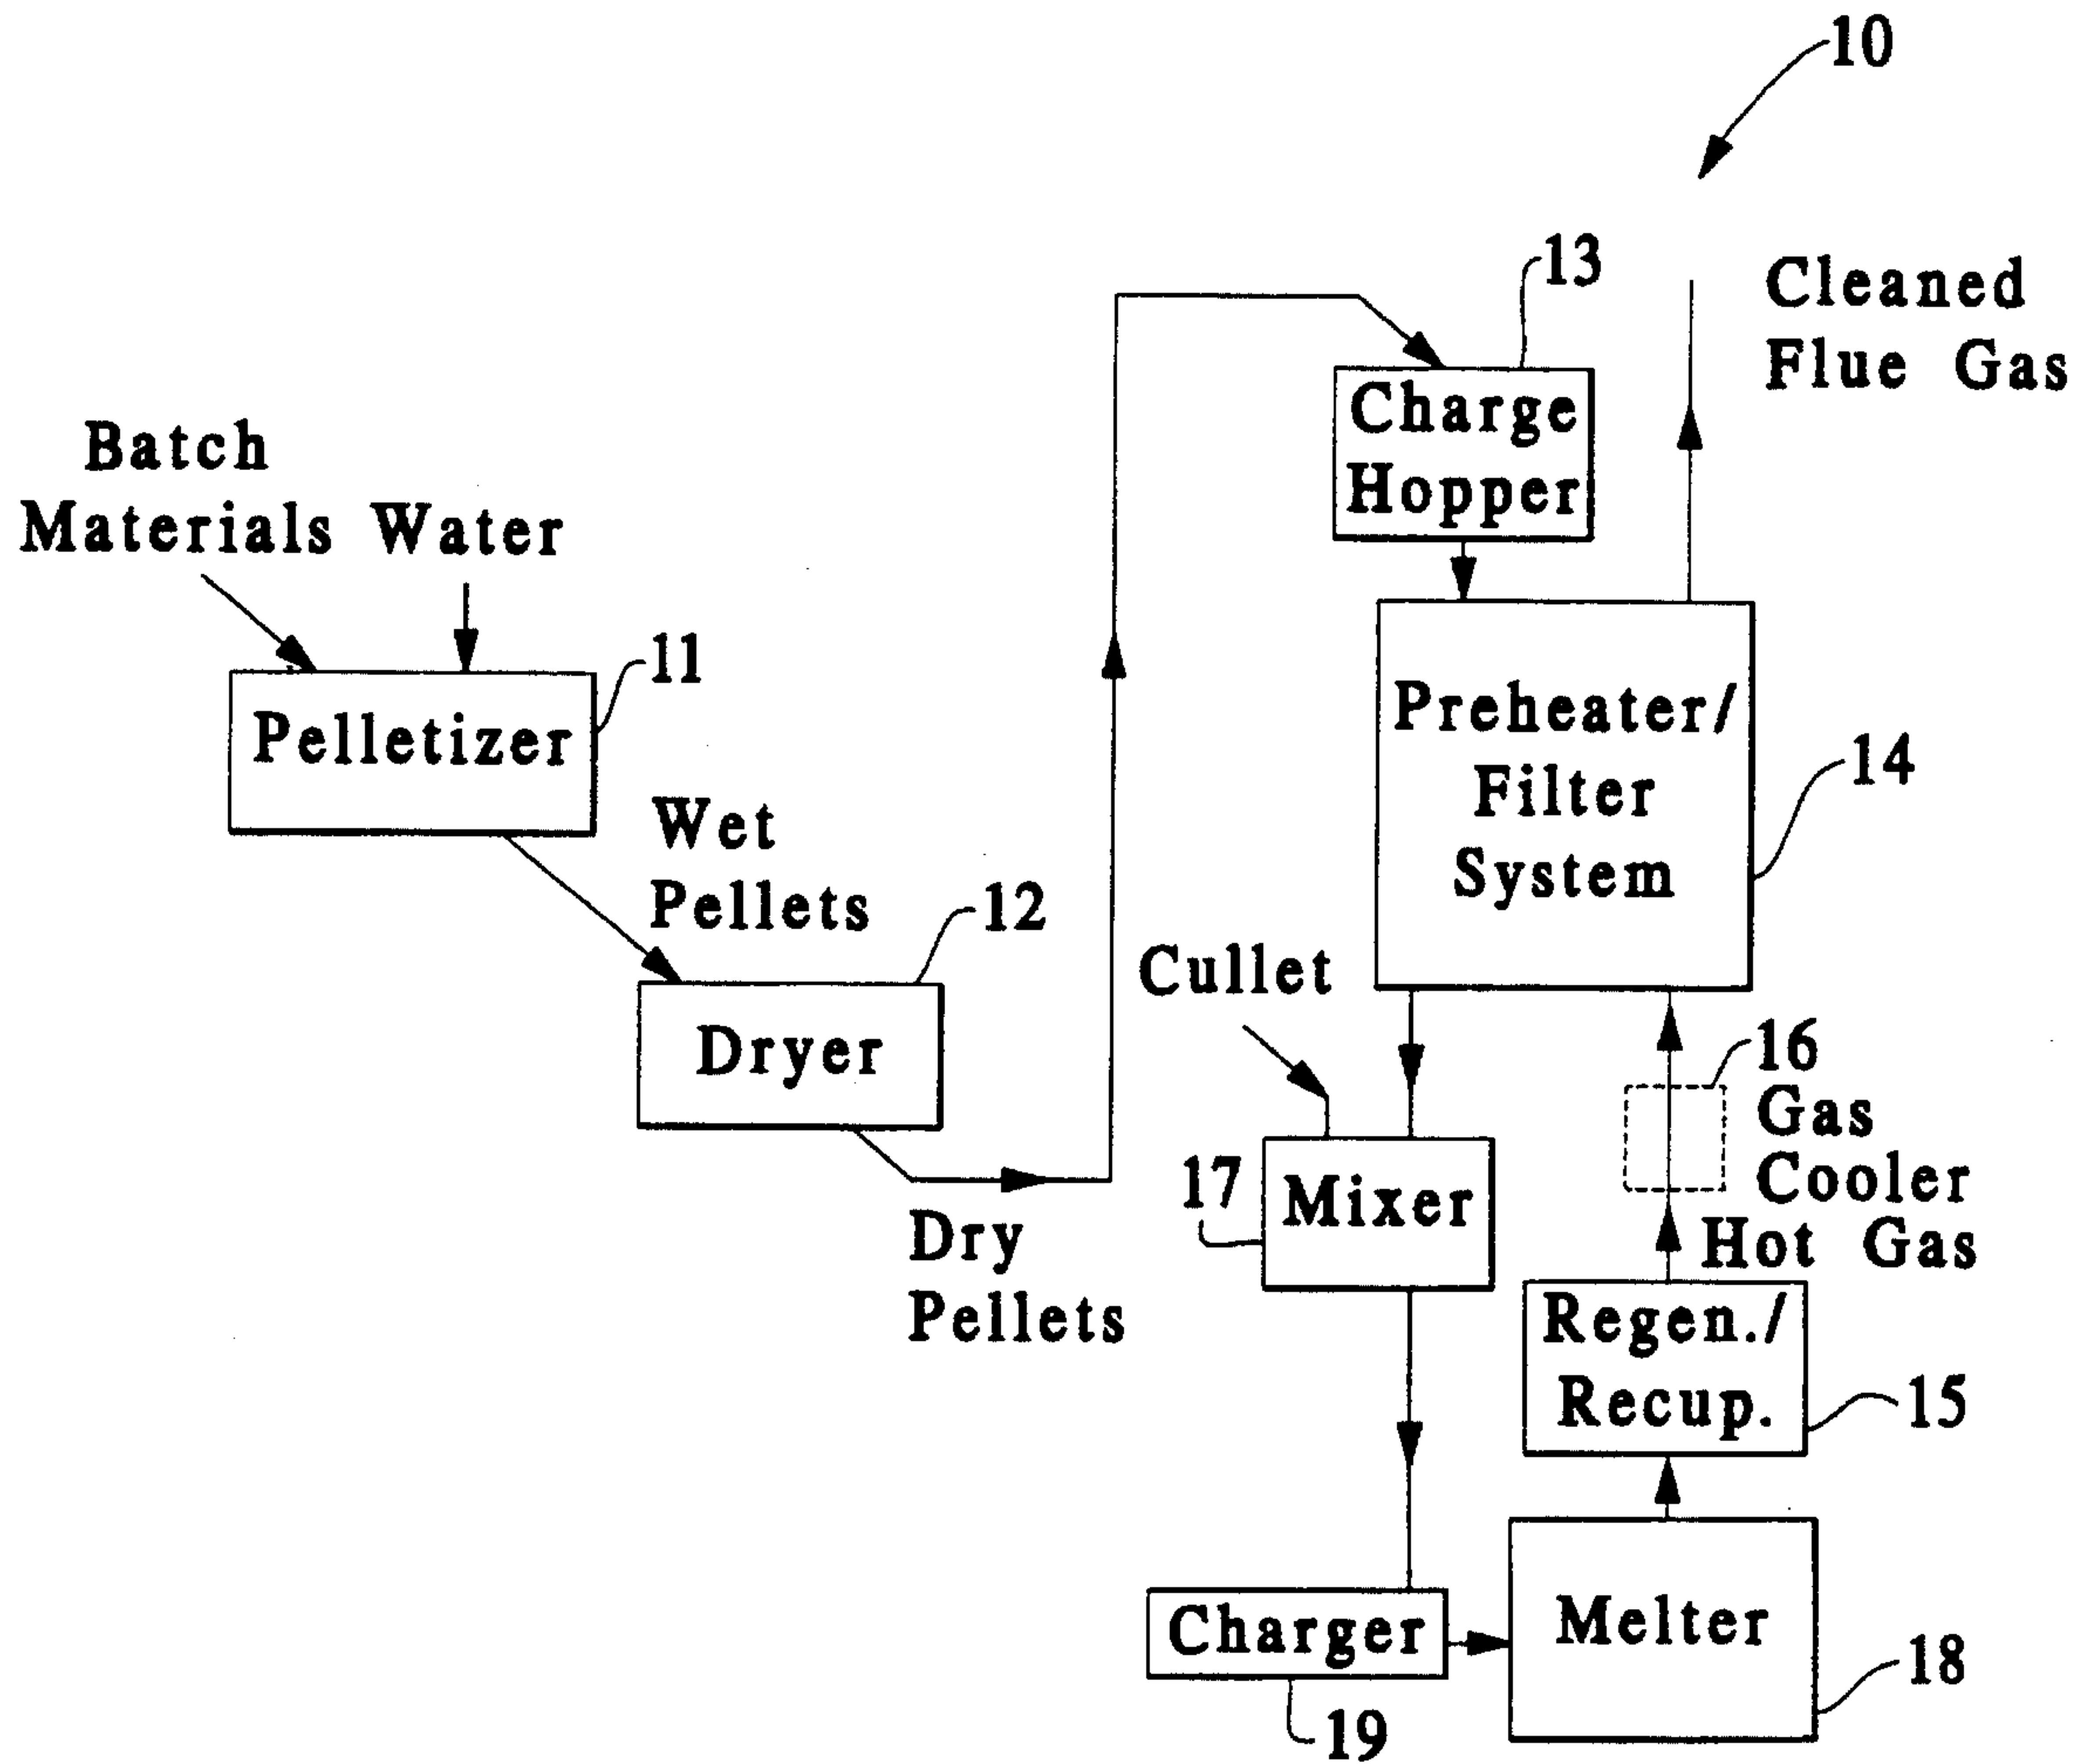 10
13
Cleaned
Flue Gas
Charge
Hopper
Batch
Materials Water
11
Pelletizer
Preheater/
Filter
System
14
Wet
Pellets
12
Cullet
Dryer
16
Gas
Cooler
17
Mixer
Hot Gas
Dry
Pellets
Regen./
Recup.
15
Charger
Melter
18
19